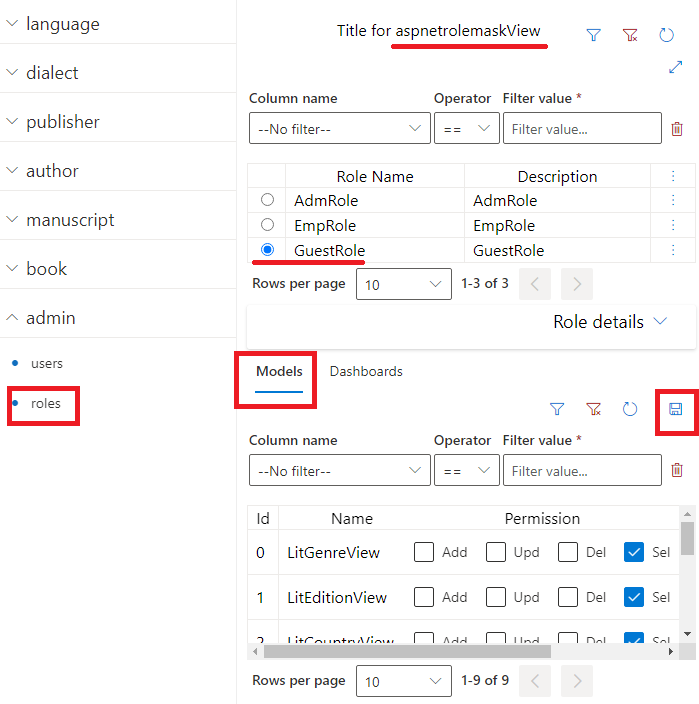 language
dialect
publisher
author
manuscript
book
admin
users
roles
Title for aspnetrolemaskView
Column name Operator Filter value *
--No filter-- == Filter value...
Role Name Description
AdmRole AdmRole
EmpRole EmpRole
GuestRole GuestRole
Rows per page 10 1-3 of 3
Role details
Models Dashboards
Column name Operator Filter value *
--No filter-- == Filter value...
Id Name Permission
0 LitGenreView Add Upd Del Sel
1 LitEditionView Add Upd Del Sel
2 LitCountryView Add Upd Del Sel
Rows per page 10 1-9 of 9